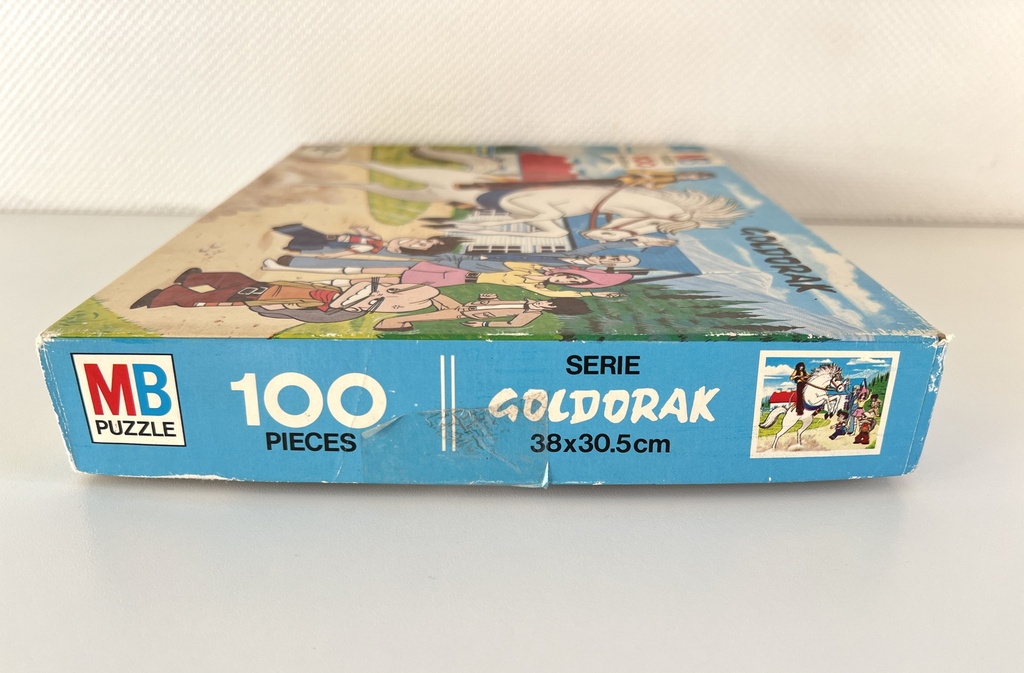 GOLDORAK
MB
PUZZLE
100
PIECES
SERIE
GOLDORAK
38x30.5cm